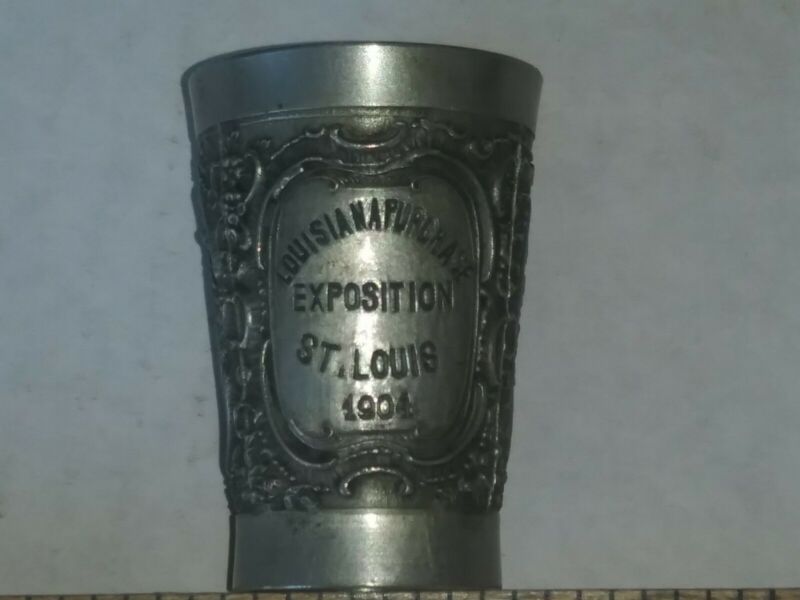 LOUISIANA PURCHASE
EXPOSITION
ST. LOUIS
1904